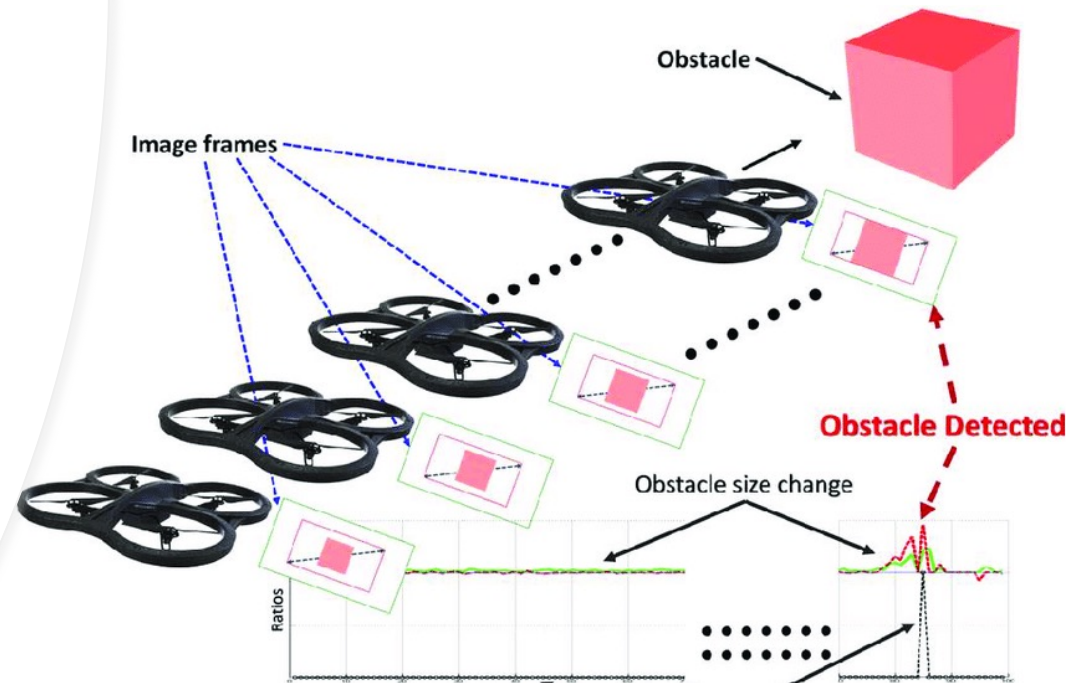 Obstacle
Image frames
Obstacle Detected
Obstacle size change
Ratios